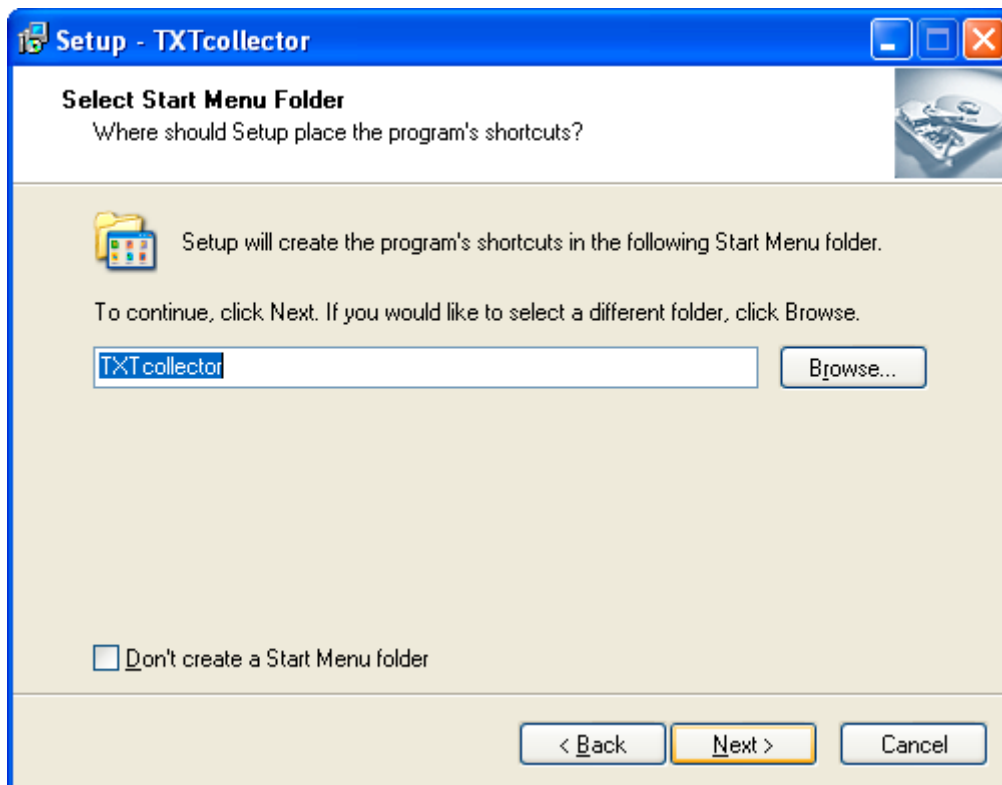 Setup - TXTcollector
Select Start Menu Folder
Where should Setup place the program's shortcuts?
Setup will create the program's shortcuts in the following Start Menu folder.
To continue, click Next. If you would like to select a different folder, click Browse.
TXTcollector
Browse...
Don't create a Start Menu folder
< Back
Next >
Cancel